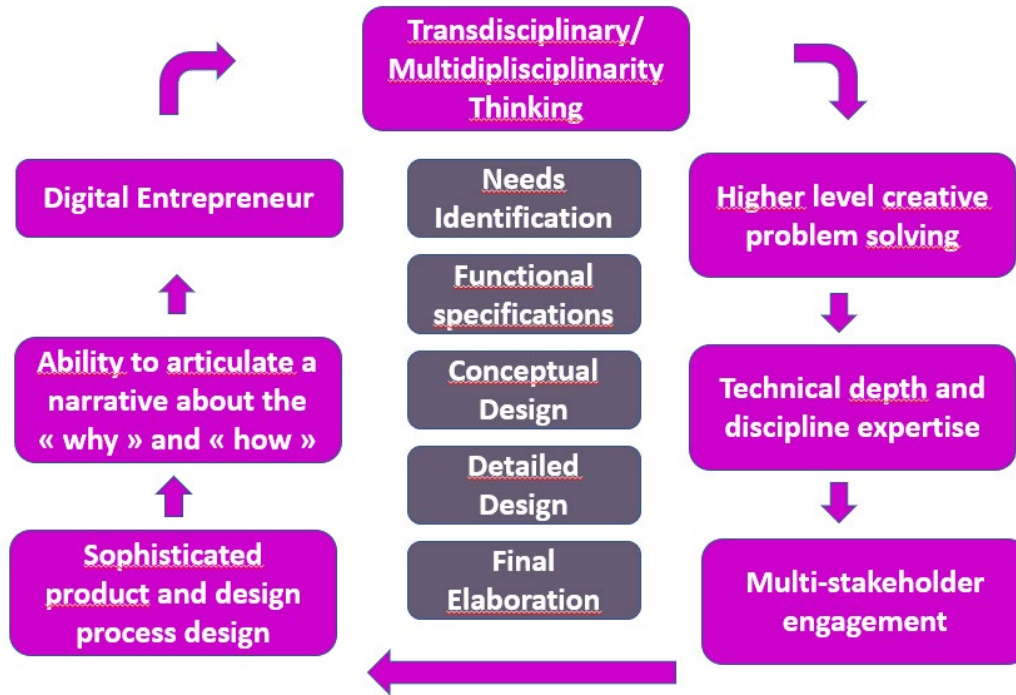 Transdisciplinary/
Multidiplisciplinarity
Thinking
Digital Entrepreneur
Needs
Identification
Higher level creative
problem solving
Functional
specifications
Ability to articulate a
narrative about the
« why » and « how »
Conceptual
Design
Technical depth and
discipline expertise
Detailed
Design
Sophisticated
product and design
process design
Final
Elaboration
Multi-stakeholder
engagement